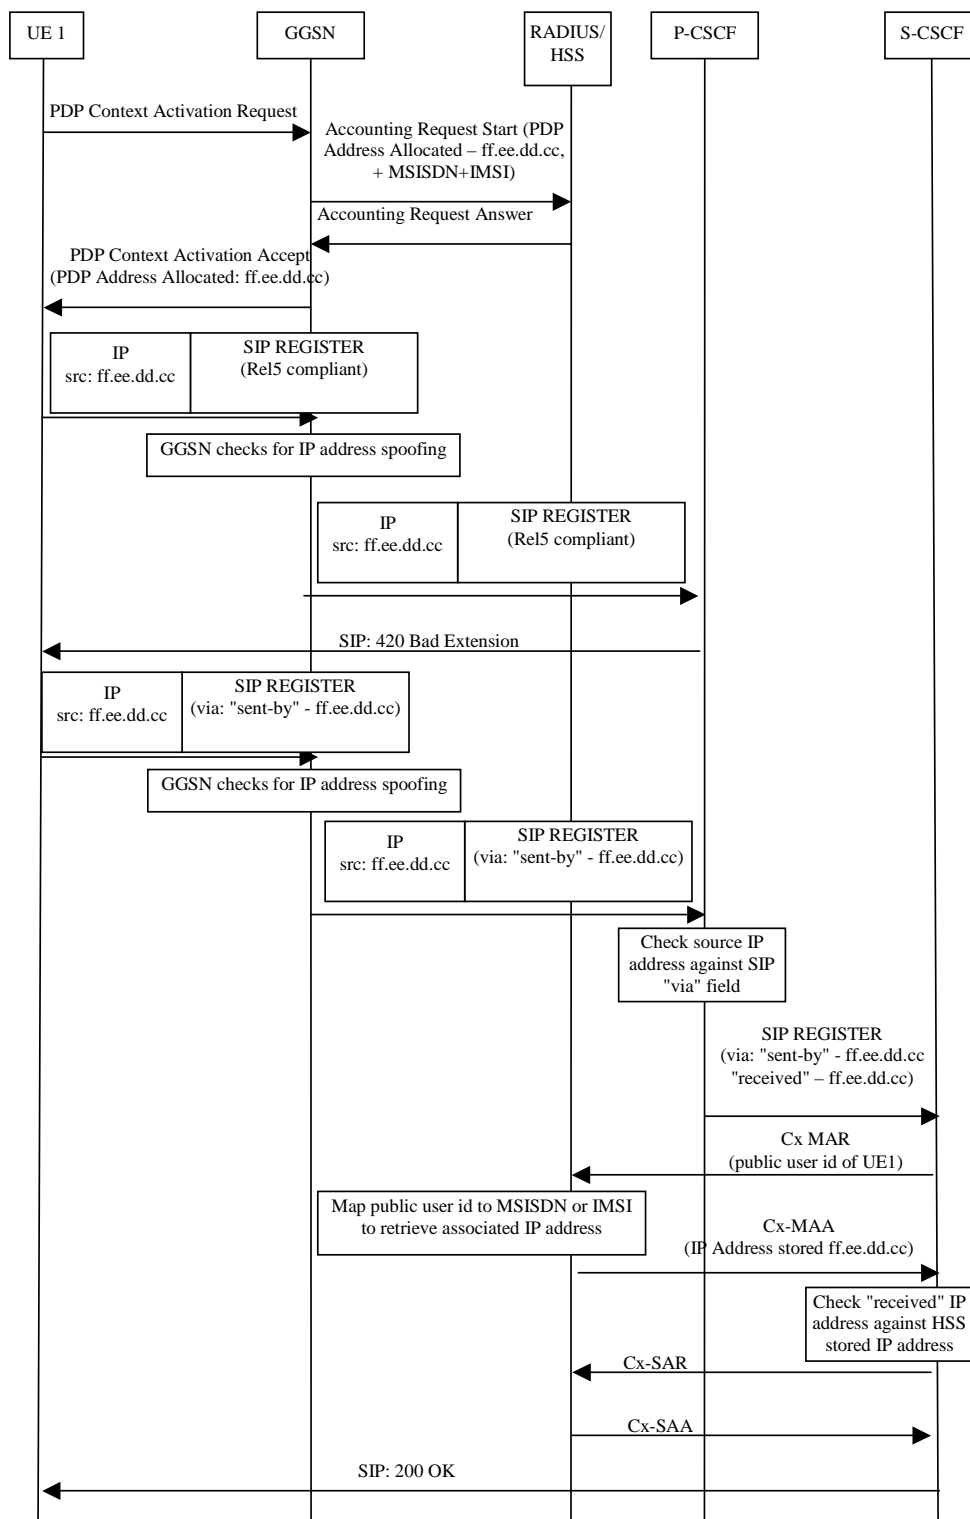 UE 1
GGSN
RADIUS/
HSS
P-CSCF
S-CSCF
PDP Context Activation Request
Accounting Request Start (PDP
Address Allocated – ff.ee.dd.cc,
+ MSISDN+IMSI)
Accounting Request Answer
PDP Context Activation Accept
(PDP Address Allocated: ff.ee.dd.cc)
IP
src: ff.ee.dd.cc
SIP REGISTER
(Rel5 compliant)
GGSN checks for IP address spoofing
IP
src: ff.ee.dd.cc
SIP REGISTER
(Rel5 compliant)
SIP: 420 Bad Extension
IP
src: ff.ee.dd.cc
SIP REGISTER
(via: "sent-by" - ff.ee.dd.cc)
GGSN checks for IP address spoofing
IP
src: ff.ee.dd.cc
SIP REGISTER
(via: "sent-by" - ff.ee.dd.cc)
Check source IP
address against SIP
"via" field
SIP REGISTER
(via: "sent-by" - ff.ee.dd.cc
"received" – ff.ee.dd.cc)
Cx MAR
(public user id of UE1)
Map public user id to MSISDN or IMSI
to retrieve associated IP address
Cx-MAA
(IP Address stored ff.ee.dd.cc)
Check "received" IP
address against HSS
stored IP address
Cx-SAR
Cx-SAA
SIP: 200 OK